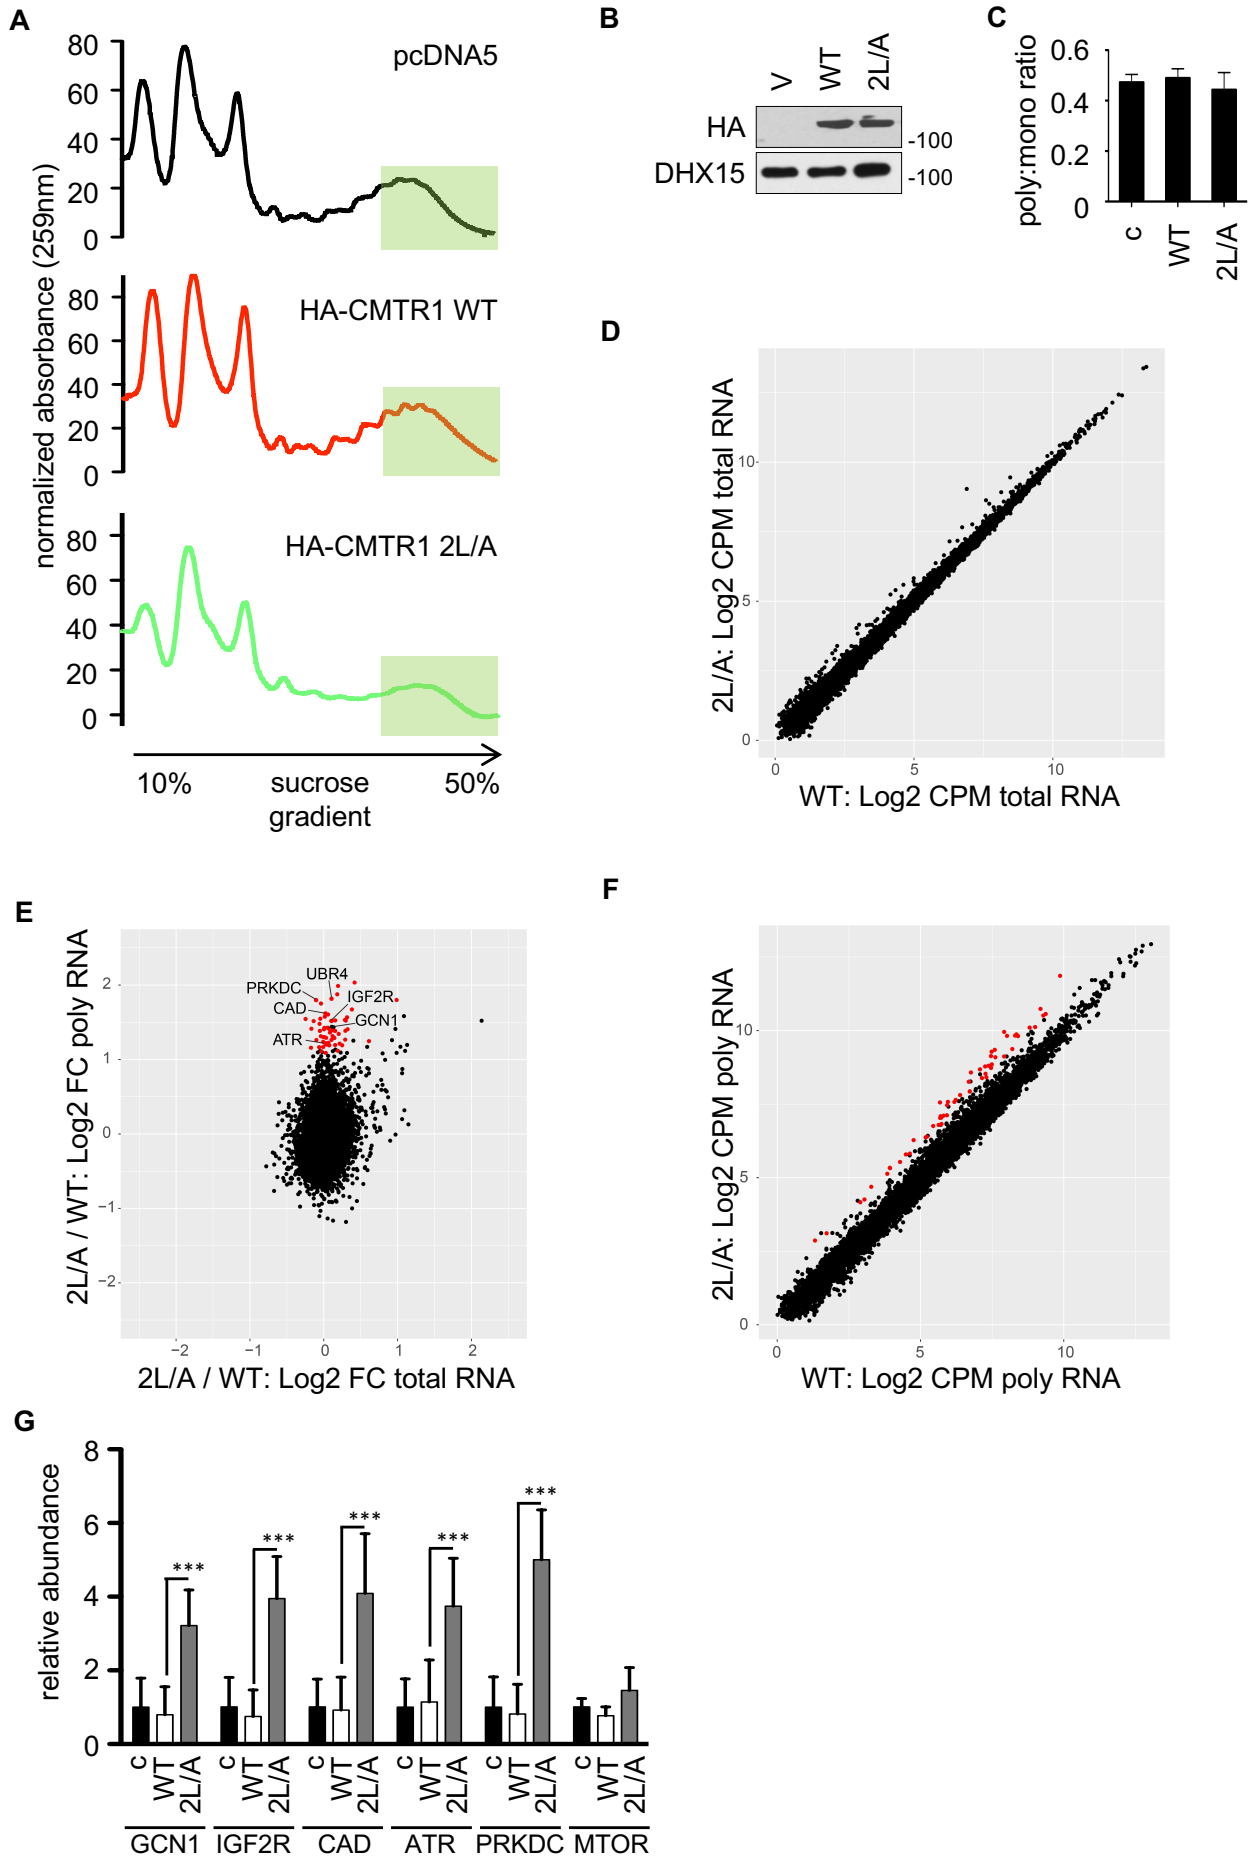 A
normalized absorbance (259nm)
pcDNA5
80
60
40
20
0
HA-CMTR1 WT
80
60
40
20
0
HA-CMTR1 2L/A
80
60
40
20
0
10% sucrose gradient 50%
B
V WT 2L/A
HA -100
DHX15 -100
C
poly:mono ratio
0.6
0.4
0.2
0
c WT 2L/A
D
2L/A: Log2 CPM total RNA
10
5
0
0 5 10
WT: Log2 CPM total RNA
E
2L/A / WT: Log2 FC poly RNA
2
1
0
−1
−2
UBR4
PRKDC
IGF2R
CAD
GCN1
ATR
−2 −1 0 1 2
2L/A / WT: Log2 FC total RNA
F
2L/A: Log2 CPM poly RNA
10
5
0
0 5 10
WT: Log2 CPM poly RNA
G
relative abundance
8
6
4
2
0
*** *** *** *** ***
c WT 2L/A c WT 2L/A c WT 2L/A c WT 2L/A c WT 2L/A c WT 2L/A
GCN1 IGF2R CAD ATR PRKDC MTOR